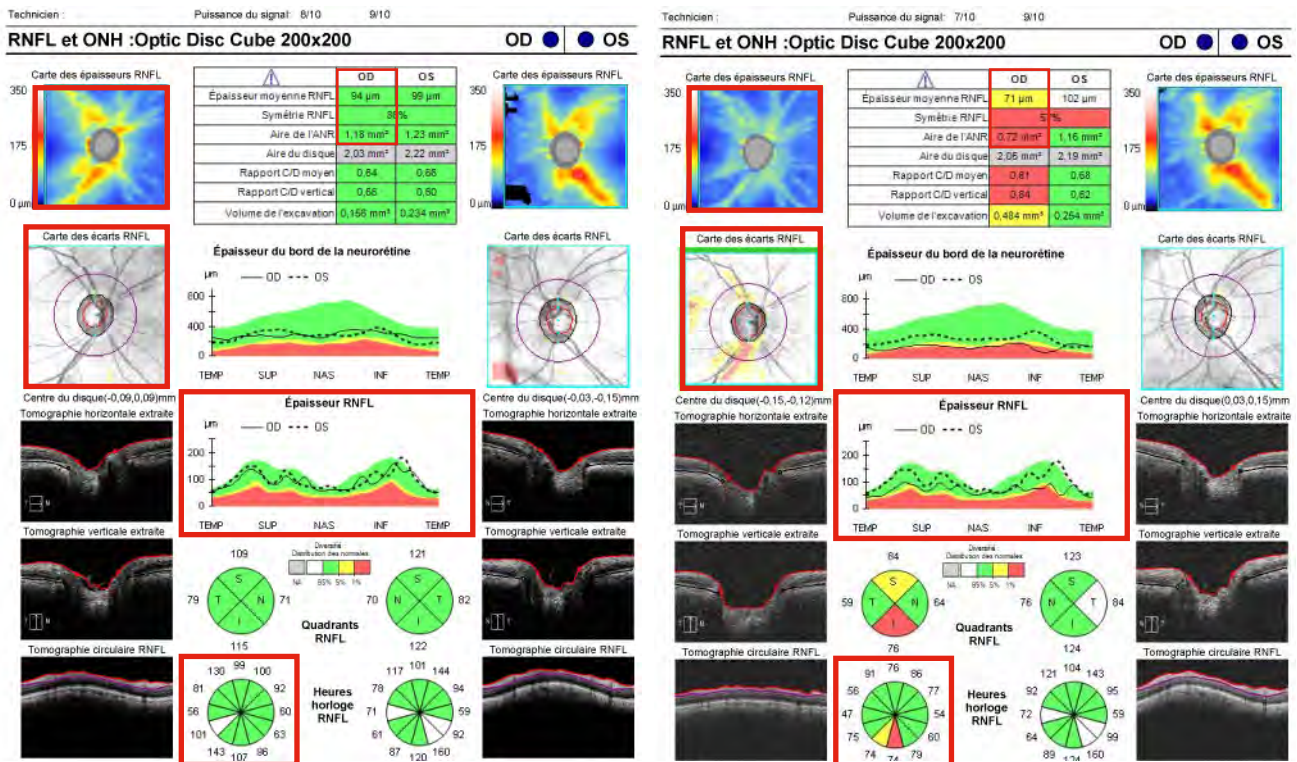 Technicien : Puissance du signal: 8/10 9/10
RNFL et ONH :Optic Disc Cube 200x200 OD OS
Carte des épaisseurs RNFL
350
175
0 µm
OD OS
Épaisseur moyenne RNFL 94 µm 99 µm
Symétrie RNFL %
Aire de l'ANR 1,18 mm² 1,23 mm²
Aire du disque 2,03 mm² 2,22 mm²
Rapport C/D moyen 0,64 0,68
Rapport C/D vertical
Volume de l'excavation 0,156 mm³ 0,234 mm³
Carte des épaisseurs RNFL
350
175
0 µm
Carte des écarts RNFL
Épaisseur du bord de la neurorétine
Carte des écarts RNFL
µm OD OS
800
400
0
TEMP SUP NAS INF TEMP
Centre du disque(-0,09,0,09)mm
Centre du disque(-0,03,-0,15)mm
Tomographie horizontale extraite
Épaisseur RNFL
Tomographie horizontale extraite
µm OD OS
200
100
0
TEMP SUP NAS INF TEMP
T N
N T
Tomographie verticale extraite
Tomographie verticale extraite
Diversifié
Distribution des normales
NA 95% 5% 1%
109
S
79 T N 71
I
115
Quadrants
RNFL
121
S
70 N T 82
I
122
Tomographie circulaire RNFL
Tomographie circulaire RNFL
Heures
horloge
RNFL
130 99 100
81 92
56 60
101 63
143 107 96
117 101 144
78 94
71 59
61 92
87 120 160
Technicien : Puissance du signal: 7/10 9/10
RNFL et ONH :Optic Disc Cube 200x200 OD OS
Carte des épaisseurs RNFL
350
175
0 µm
OD OS
Épaisseur moyenne RNFL 71 µm 102 µm
Symétrie RNFL 57%
Aire de l'ANR 0,72 mm² 1,16 mm²
Aire du disque 2,05 mm² 2,19 mm²
Rapport C/D moyen 0,81 0,68
Rapport C/D vertical 0,84 0,62
Volume de l'excavation 0,484 mm³ 0,254 mm³
Carte des épaisseurs RNFL
350
175
0 µm
Carte des écarts RNFL
Épaisseur du bord de la neurorétine
Carte des écarts RNFL
µm OD OS
800
400
0
TEMP SUP NAS INF TEMP
Centre du disque(-0,15,-0,12)mm
Centre du disque(0,03,0,15)mm
Tomographie horizontale extraite
Épaisseur RNFL
Tomographie horizontale extraite
µm OD OS
200
100
0
TEMP SUP NAS INF TEMP
T N
N T
Tomographie verticale extraite
Tomographie verticale extraite
Diversifié
Distribution des normales
NA 95% 5% 1%
84
S
59 T N 64
I
76
Quadrants
RNFL
123
S
76 N T 84
I
124
Tomographie circulaire RNFL
Tomographie circulaire RNFL
Heures
horloge
RNFL
91 76 86
56 77
47 54
75 60
74 74 79
121 104 143
92 95
72 59
64 99
89 124 160